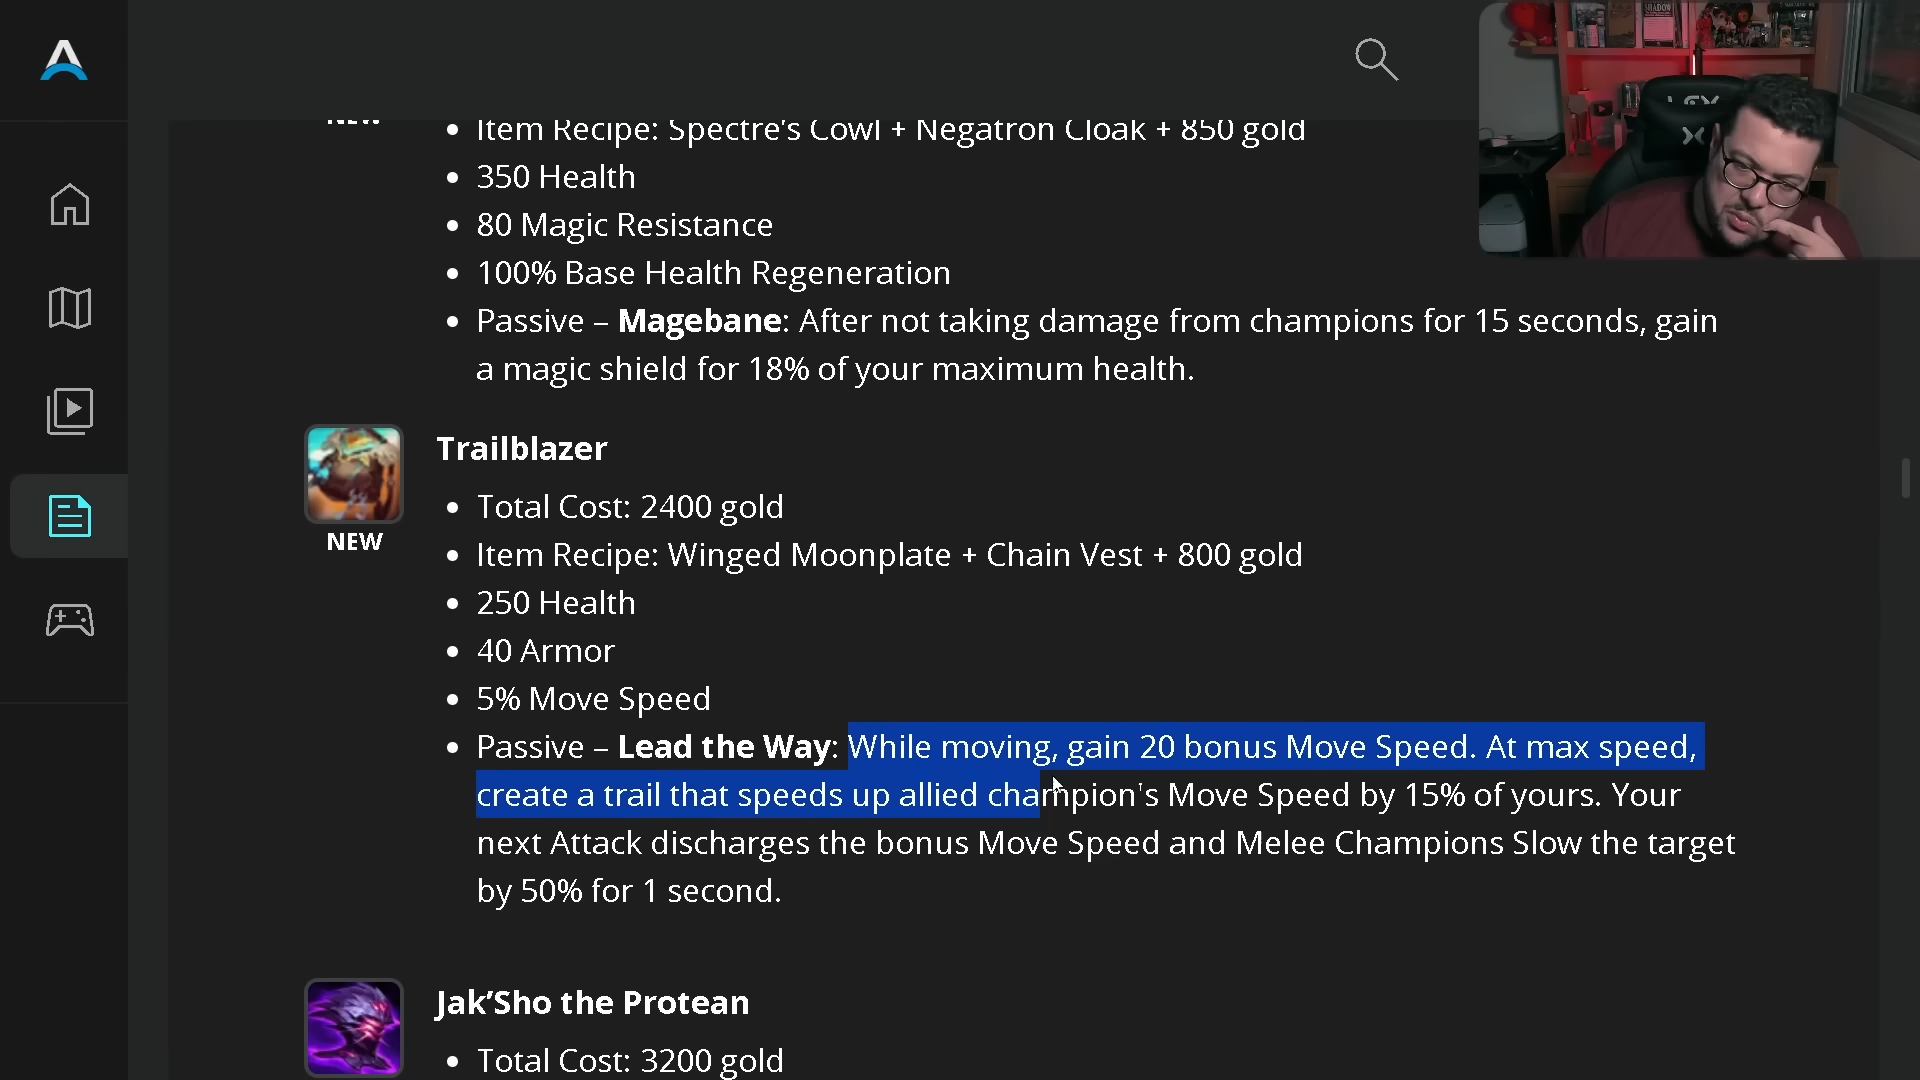 Item Recipe: Spectre's Cowl + Negatron Cloak + 850 gold
NEW
350 Health
80 Magic Resistance
100% Base Health Regeneration
Passive – Magebane: After not taking damage from champions for 15 seconds, gain
a magic shield for 18% of your maximum health.
Trailblazer
NEW
Total Cost: 2400 gold
Item Recipe: Winged Moonplate + Chain Vest + 800 gold
250 Health
40 Armor
5% Move Speed
Passive – Lead the Way: While moving, gain 20 bonus Move Speed. At max speed,
create a trail that speeds up allied champion's Move Speed by 15% of yours. Your
next Attack discharges the bonus Move Speed and Melee Champions Slow the target
by 50% for 1 second.
Jak’Sho the Protean
Total Cost: 3200 gold